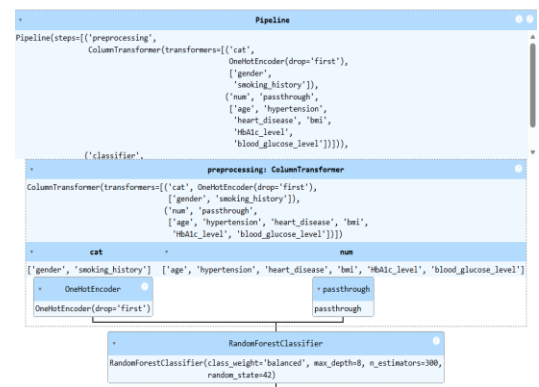 Pipeline
Pipeline(steps=[('preprocessing',
ColumnTransformer(transformers=[('cat',
OneHotEncoder(drop='first'),
['gender',
'smoking_history']),
('num', 'passthrough',
['age', 'hypertension',
'heart_disease', 'bmi',
'HbA1c_level',
'blood_glucose_level'])])),
('classifier',
preprocessing: ColumnTransformer
ColumnTransformer(transformers=[('cat', OneHotEncoder(drop='first'),
['gender', 'smoking_history']),
('num', 'passthrough',
['age', 'hypertension', 'heart_disease', 'bmi',
'HbA1c_level', 'blood_glucose_level'])])
cat num
['gender', 'smoking_history'] ['age', 'hypertension', 'heart_disease', 'bmi', 'HbA1c_level', 'blood_glucose_level']
OneHotEncoder passthrough
OneHotEncoder(drop='first') passthrough
RandomForestClassifier
RandomForestClassifier(class_weight='balanced', max_depth=8, n_estimators=300,
random_state=42)